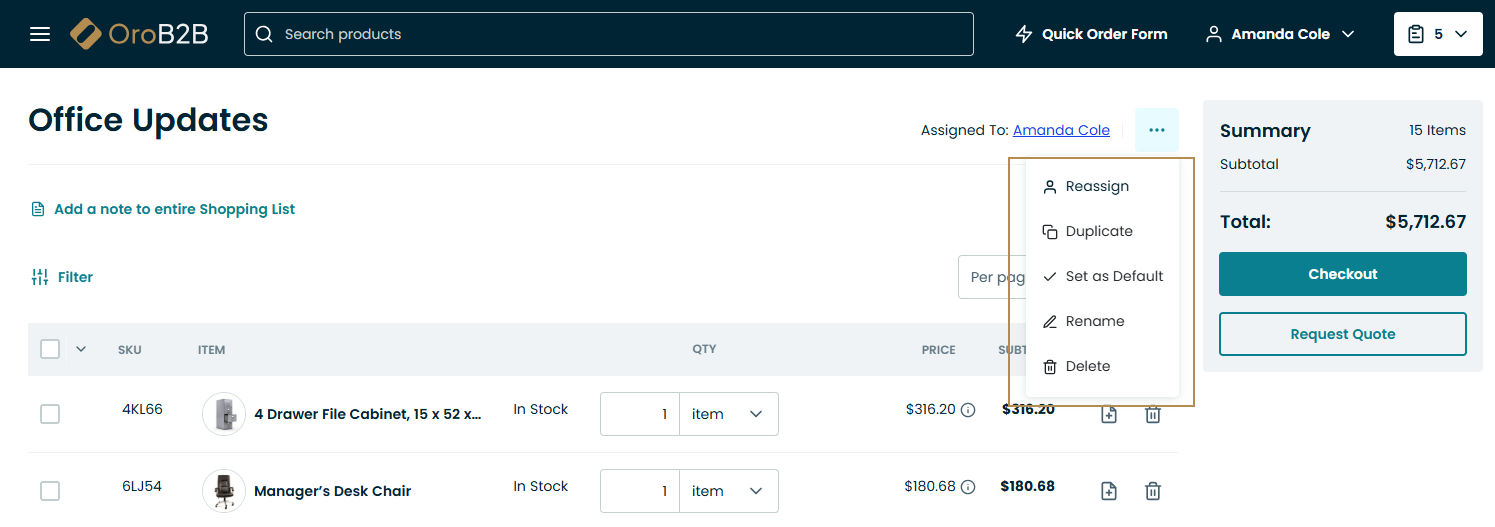 OroB2B
Search products
Quick Order Form
Amanda Cole
5
Office Updates
Assigned To: Amanda Cole
...
Summary 15 Items
Subtotal $5,712.67
Total: $5,712.67
Checkout
Request Quote
Reassign
Duplicate
Set as Default
Rename
Delete
Add a note to entire Shopping List
Filter
Per pag
SKU ITEM QTY PRICE SUBT
4KL66 4 Drawer File Cabinet, 15 x 52 x... In Stock 1 item $316.20 $316.20
6LJ54 Manager’s Desk Chair In Stock 1 item $180.68 $180.68